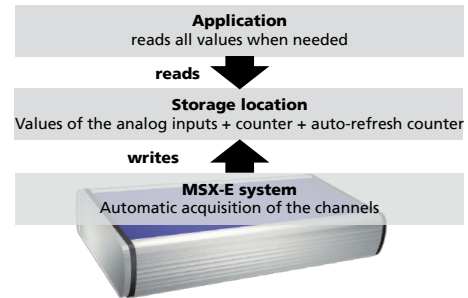 Application
reads all values when needed
reads
Storage location
Values of the analog inputs + counter + auto-refresh counter
writes
MSX-E system
Automatic acquisition of the channels